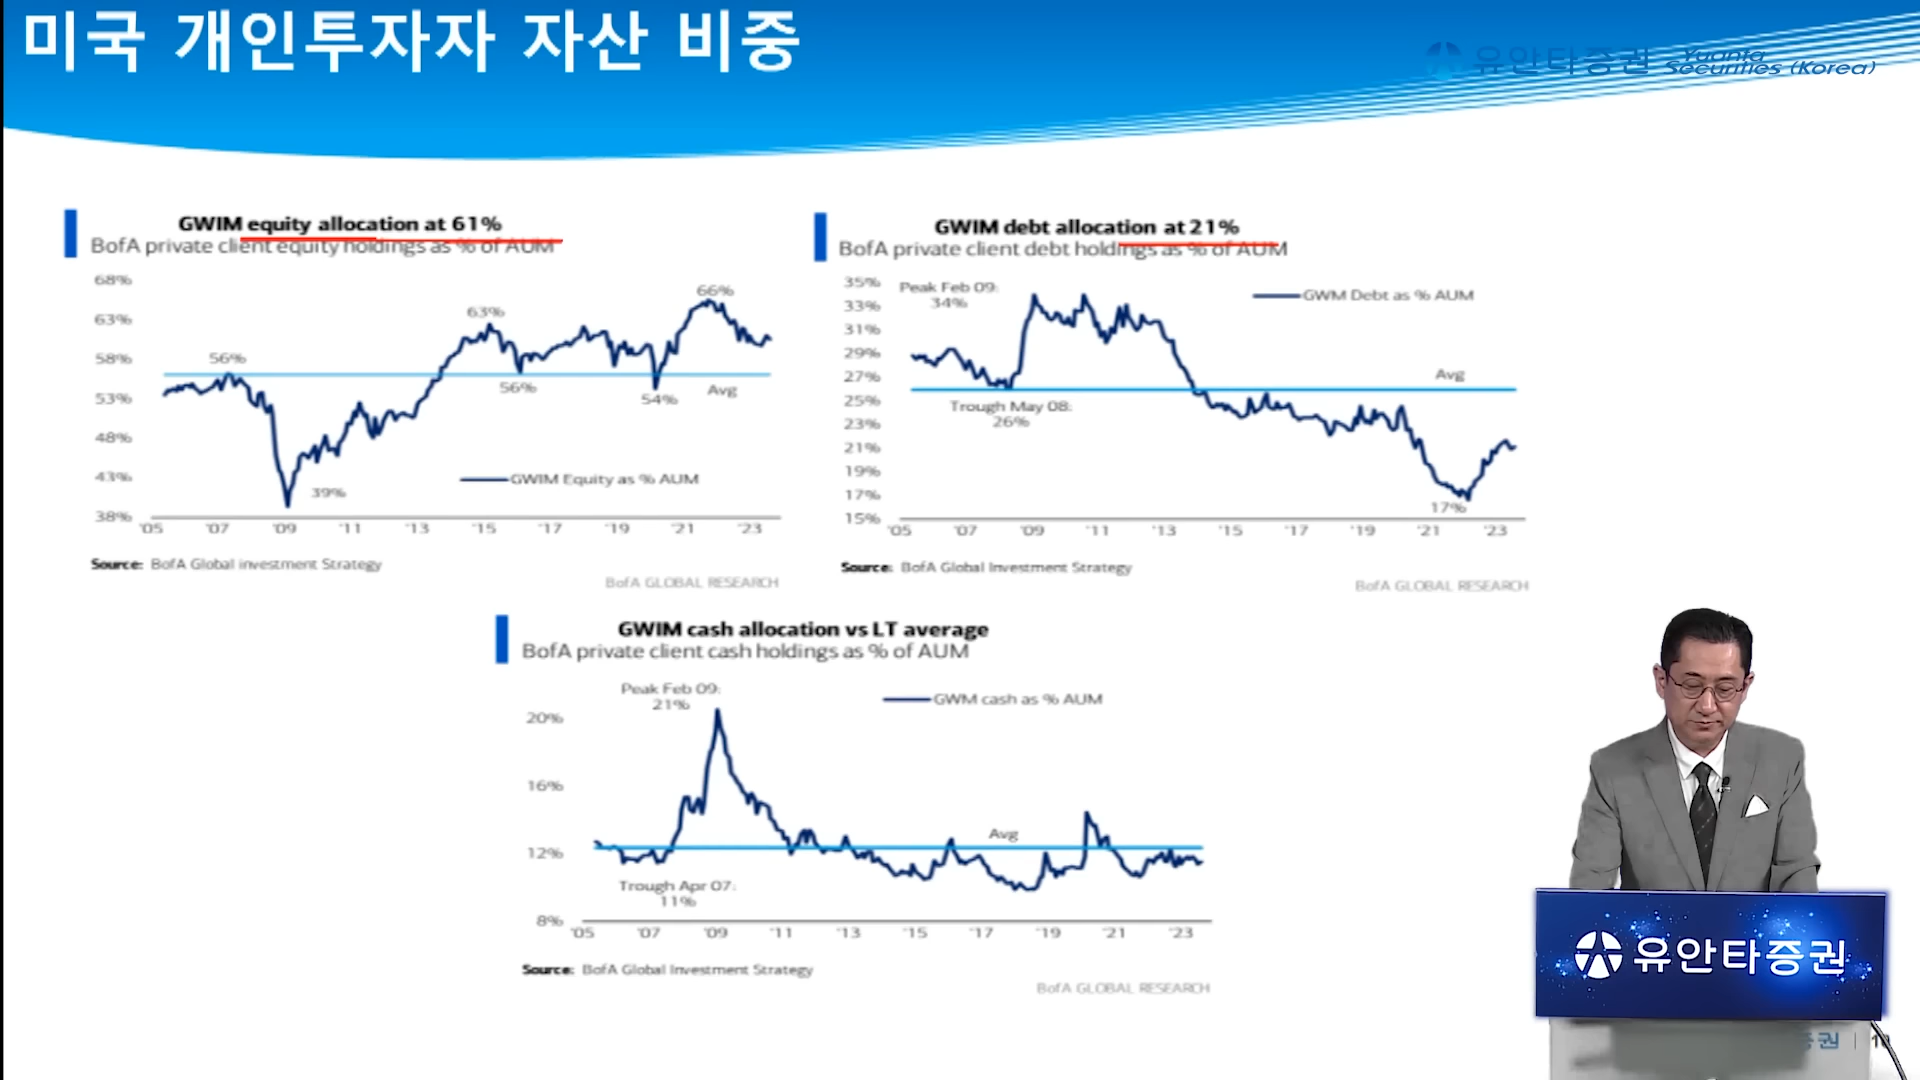 미국 개인투자자 자산 비중
유안타증권 Yuanta Securities (Korea)
GWIM equity allocation at 61%
BofA private client equity holdings as % of AUM
68%
63%
58%
53%
48%
43%
38%
56%
63%
66%
56%
54%
Avg
39%
GWIM Equity as % AUM
'05 '07 '09 '11 '13 '15 '17 '19 '21 '23
Source: BofA Global investment Strategy
BofA GLOBAL RESEARCH
GWIM debt allocation at 21%
BofA private client debt holdings as % of AUM
35%
33%
31%
29%
27%
25%
23%
21%
19%
17%
15%
Peak Feb 09:
34%
GWM Debt as % AUM
Avg
Trough May 08:
26%
17%
'05 '07 '09 '11 '13 '15 '17 '19 '21 '23
Source: BofA Global Investment Strategy
BofA GLOBAL RESEARCH
GWIM cash allocation vs LT average
BofA private client cash holdings as % of AUM
Peak Feb 09:
21%
GWM cash as % AUM
20%
16%
12%
8%
Avg
Trough Apr 07:
11%
'05 '07 '09 '11 '13 '15 '17 '19 '21 '23
Source: BofA Global Investment Strategy
BofA GLOBAL RESEARCH
유안타증권
증권